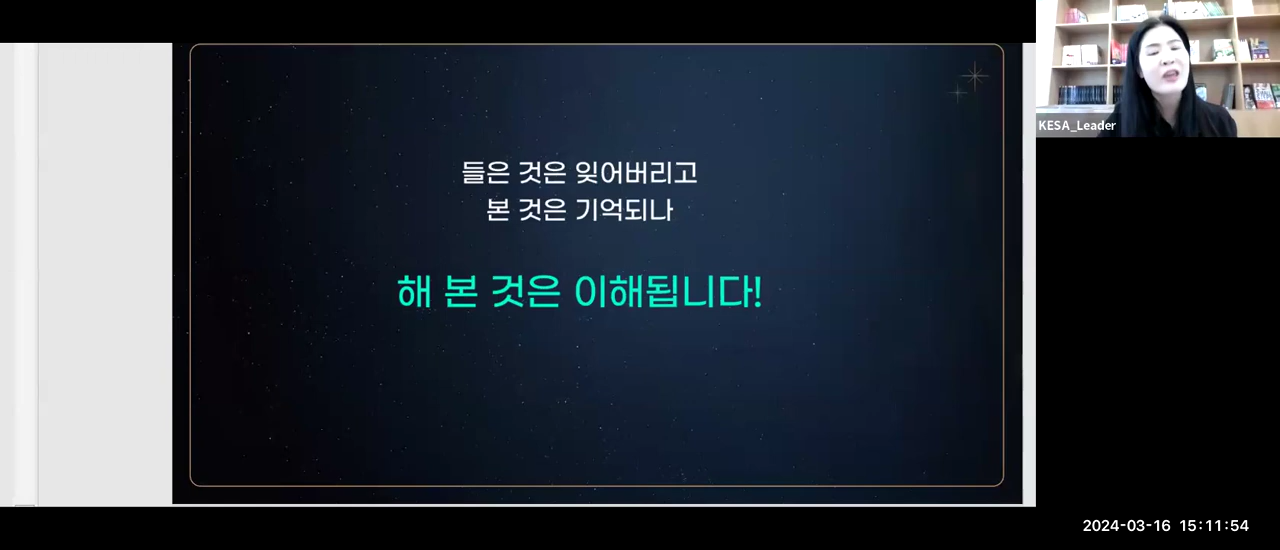 들은 것은 잊어버리고
본 것은 기억되나
해 본 것은 이해됩니다!
KESA_Leader
2024-03-16 15:11:54